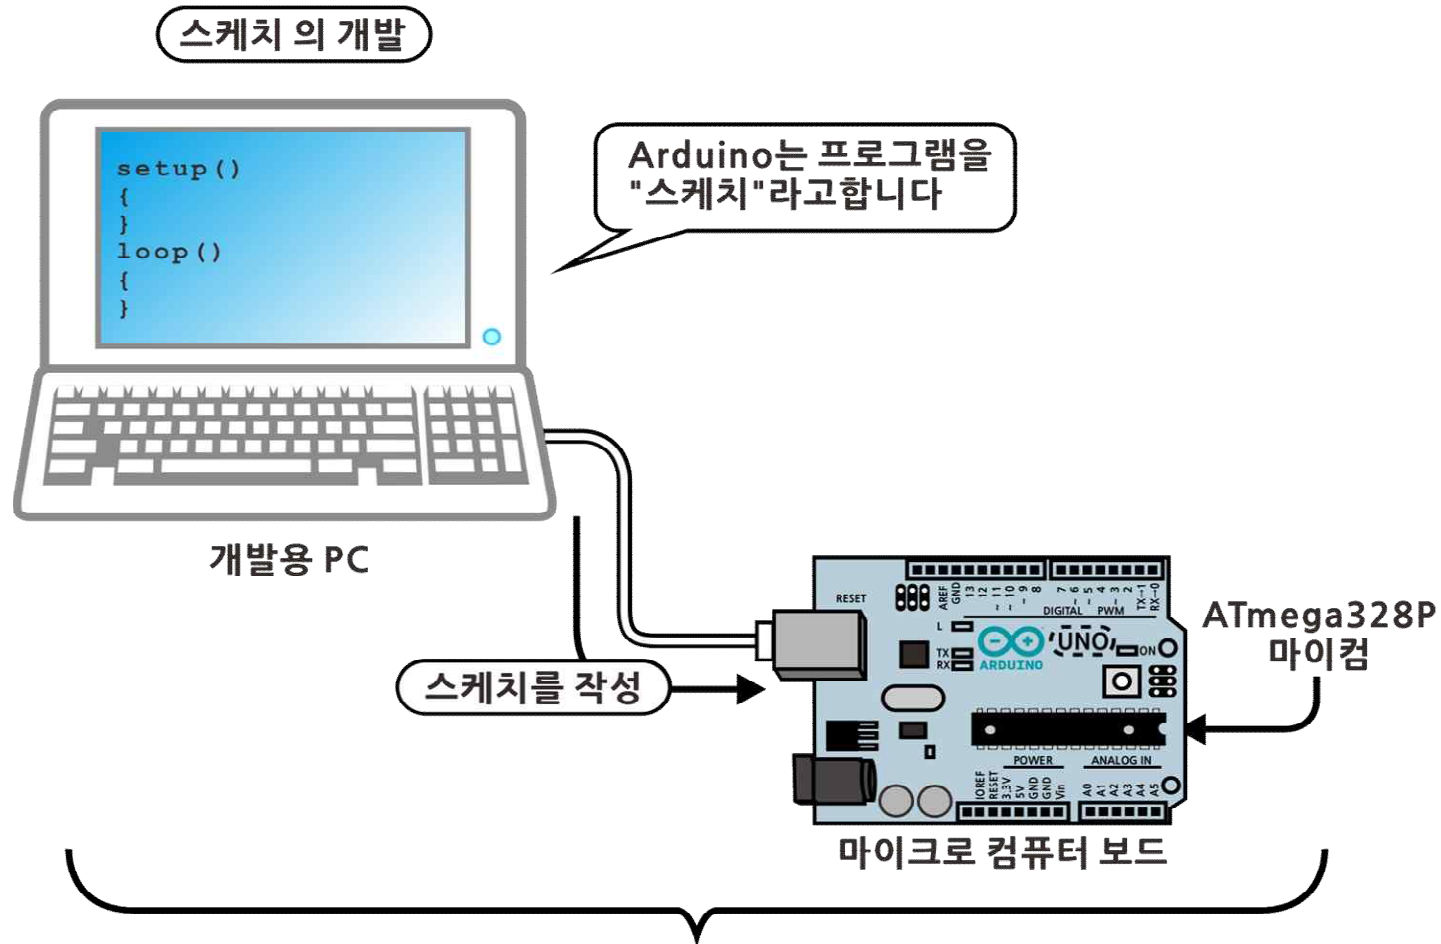 스케치 의 개발
setup()
{
}
loop()
{
}
Arduino는 프로그램을
"스케치"라고합니다
개발용 PC
스케치를 작성
RESET
AREF
GND
13
12
~11
~10
~9
8
7
~6
~5
4
~3
2
TX→1
RX→0
DIGITAL PWM
L
TX
RX
ARDUINO
UNO
ON
ATmega328P
마이컴
POWER
ANALOG IN
IOREF
RESET
3.3V
5V
GND
GND
Vin
A0
A1
A2
A3
A4
A5
마이크로 컴퓨터 보드